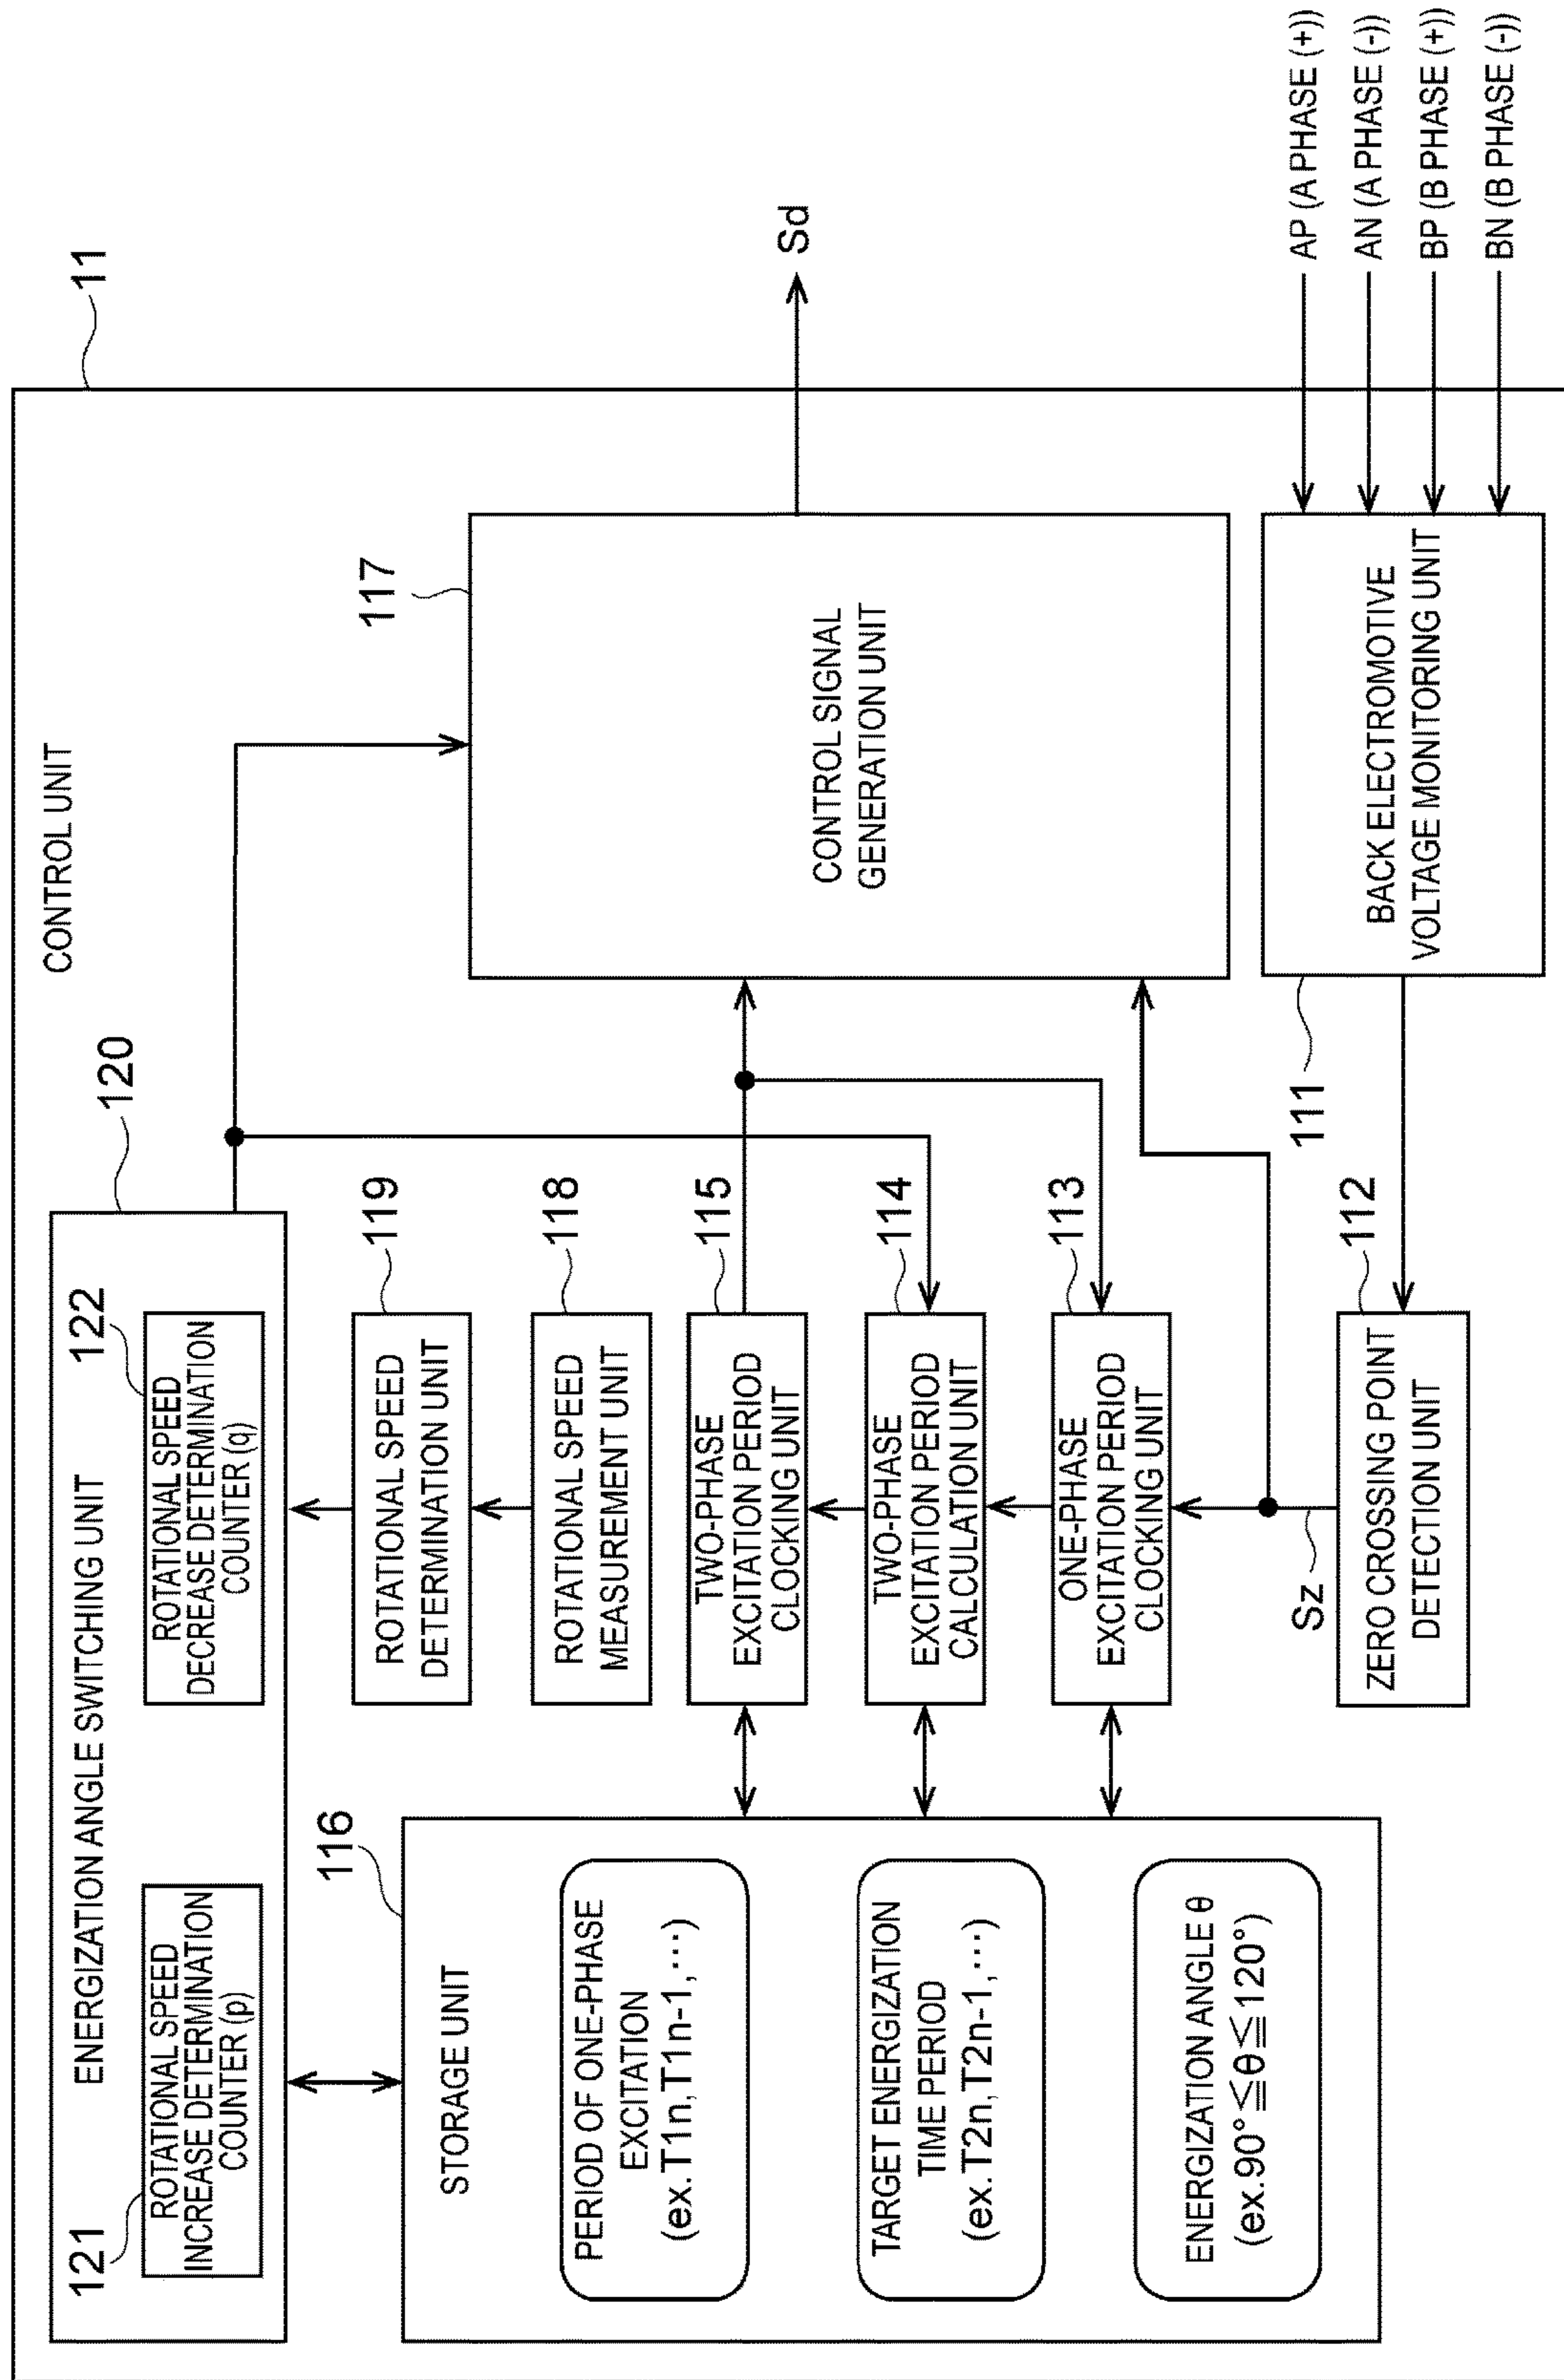 11
CONTROL UNIT
120
ENERGIZATION ANGLE SWITCHING UNIT
121
ROTATIONAL SPEED
INCREASE DETERMINATION
COUNTER (p)
122
ROTATIONAL SPEED
DECREASE DETERMINATION
COUNTER (q)
119
ROTATIONAL SPEED
DETERMINATION UNIT
118
ROTATIONAL SPEED
MEASUREMENT UNIT
115
TWO-PHASE
EXCITATION PERIOD
CLOCKING UNIT
114
TWO-PHASE
EXCITATION PERIOD
CALCULATION UNIT
113
ONE-PHASE
EXCITATION PERIOD
CLOCKING UNIT
Sz
112
ZERO CROSSING POINT
DETECTION UNIT
116
STORAGE UNIT
PERIOD OF ONE-PHASE
EXCITATION
(ex.T1n,T1n-1,⋯)
TARGET ENERGIZATION
TIME PERIOD
(ex.T2n,T2n-1,⋯)
ENERGIZATION ANGLE θ
(ex.90°≦θ≦120°)
117
CONTROL SIGNAL
GENERATION UNIT
Sd
111
BACK ELECTROMOTIVE
VOLTAGE MONITORING UNIT
AP (A PHASE (+))
AN (A PHASE (-))
BP (B PHASE (+))
BN (B PHASE (-))